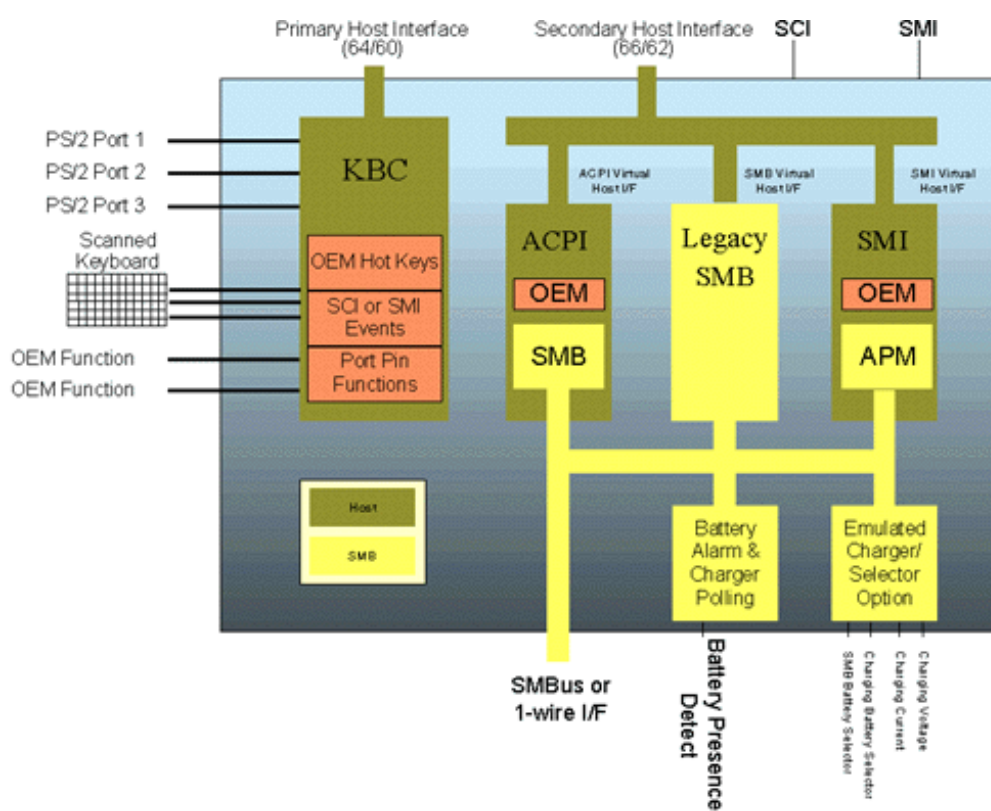 Primary Host Interface
(64/60)
Secondary Host Interface
(66/62)
SCI
SMI
PS/2 Port 1
PS/2 Port 2
PS/2 Port 3
Scanned
Keyboard
OEM Function
OEM Function
KBC
OEM Hot Keys
SCI or SMI
Events
Port Pin
Functions
ACPI Virtual
Host I/F
SMB Virtual
Host I/F
SMI Virtual
Host I/F
ACPI
OEM
SMB
Legacy
SMB
SMI
OEM
APM
Host
SMB
Battery
Alarm &
Charger
Polling
Emulated
Charger/
Selector
Option
SMBus or
1-wire I/F
Battery Presence
Detect
SMB Battery Selector
Charging Battery Selector
Charging Current
Charging Voltage